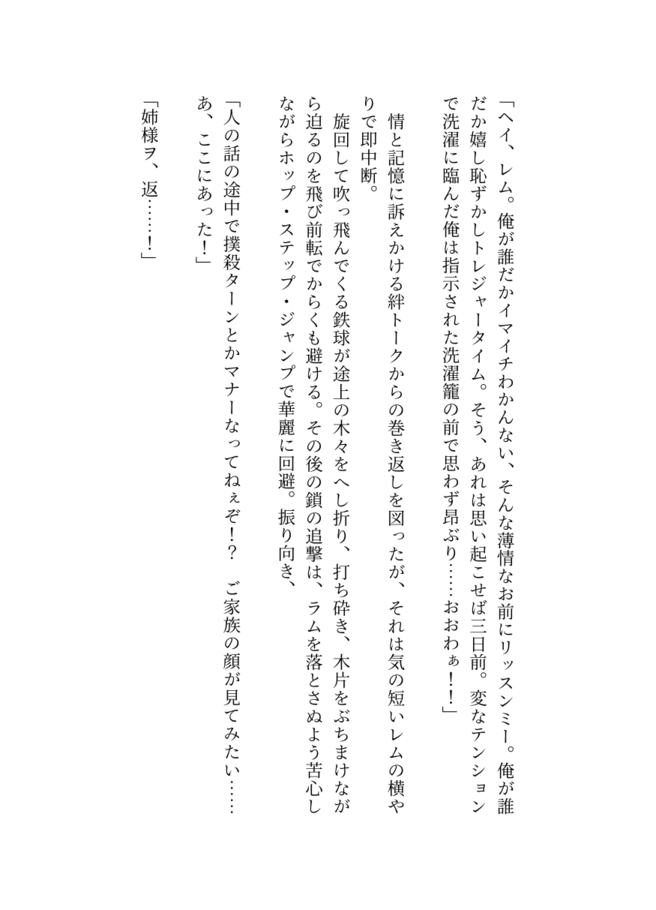 「ヘイ、レム。俺が誰だかイマイチわかんない、そんな薄情なお前にリッスンミー。俺が誰
だか嬉し恥ずかしトレジャータイム。そう、あれは思い起こせば三日前。変なテンション
で洗濯に臨んだ俺は指示された洗濯籠の前で思わず昂ぶり……おおわぁ！！」
　情と記憶に訴えかける絆トークからの巻き返しを図ったが、それは気の短いレムの横や
りで即中断。
　旋回して吹っ飛んでくる鉄球が途上の木々をへし折り、打ち砕き、木片をぶちまけなが
ら迫るのを飛び前転でからくも避ける。その後の鎖の追撃は、ラムを落とさぬよう苦心し
ながらホップ・ステップ・ジャンプで華麗に回避。振り向き、
「人の話の途中で撲殺ターンとかマナーなってねぇぞ！？　ご家族の顔が見てみたい……
あ、ここにあった！」
「姉様ヲ、返……！」